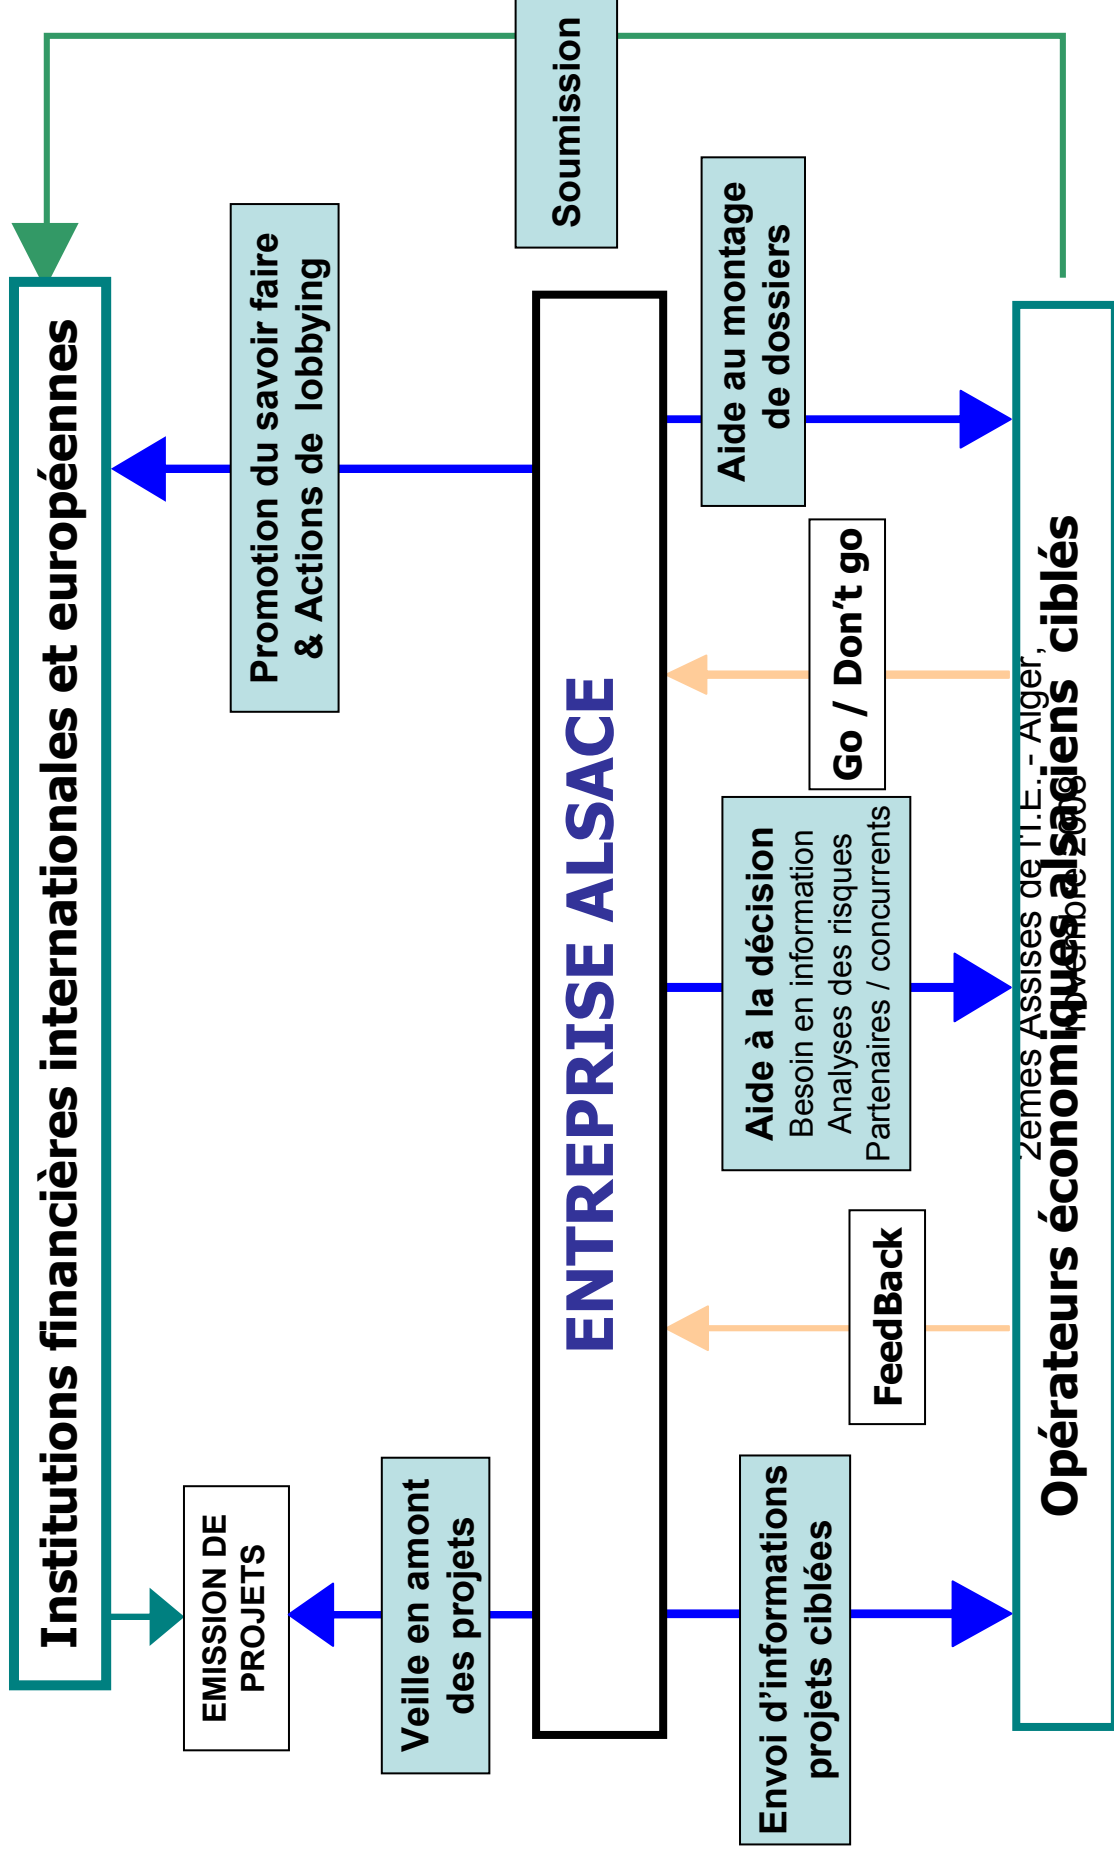 Institutions financières internationales et européennes
EMISSION DE
PROJETS
Promotion du savoir faire
& Actions de lobbying
Soumission
Veille en amont
des projets
ENTREPRISE ALSACE
Envoi d'informations
projets ciblées
FeedBack
Aide à la décision
Besoin en information
Analyses des risques
Partenaires / concurrents
Go / Don't go
Aide au montage
de dossiers
Opérateurs économiques alsaciens ciblés
2èmes Assises de l'I.E. - Alger,
novembre 2008